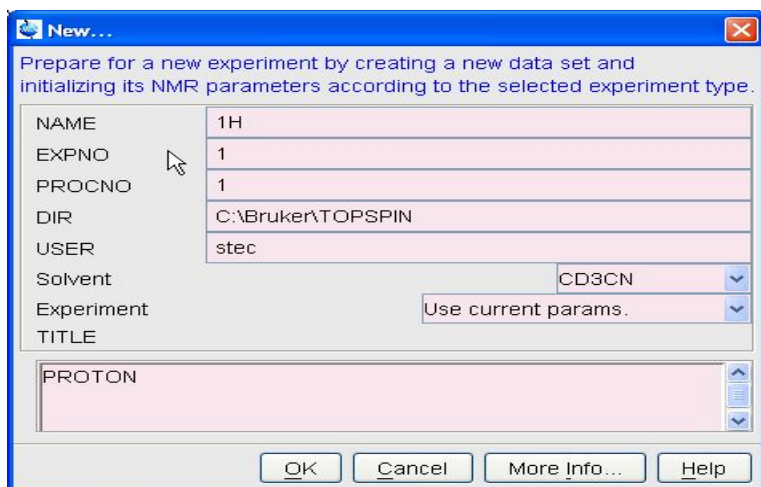 New...
Prepare for a new experiment by creating a new data set and
initializing its NMR parameters according to the selected experiment type.
NAME 1H
EXPNO 1
PROCNO 1
DIR C:\Bruker\TOPSPIN
USER stec
Solvent CD3CN
Experiment Use current params.
TITLE
PROTON
OK Cancel More Info... Help